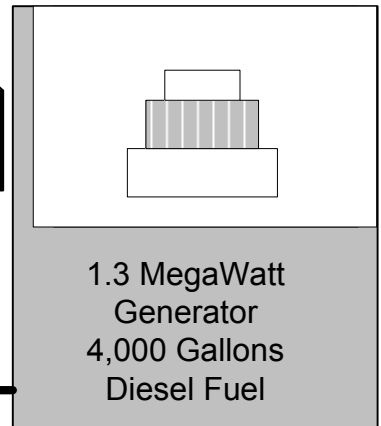 1.3 MegaWatt
Generator
4,000 Gallons
Diesel Fuel